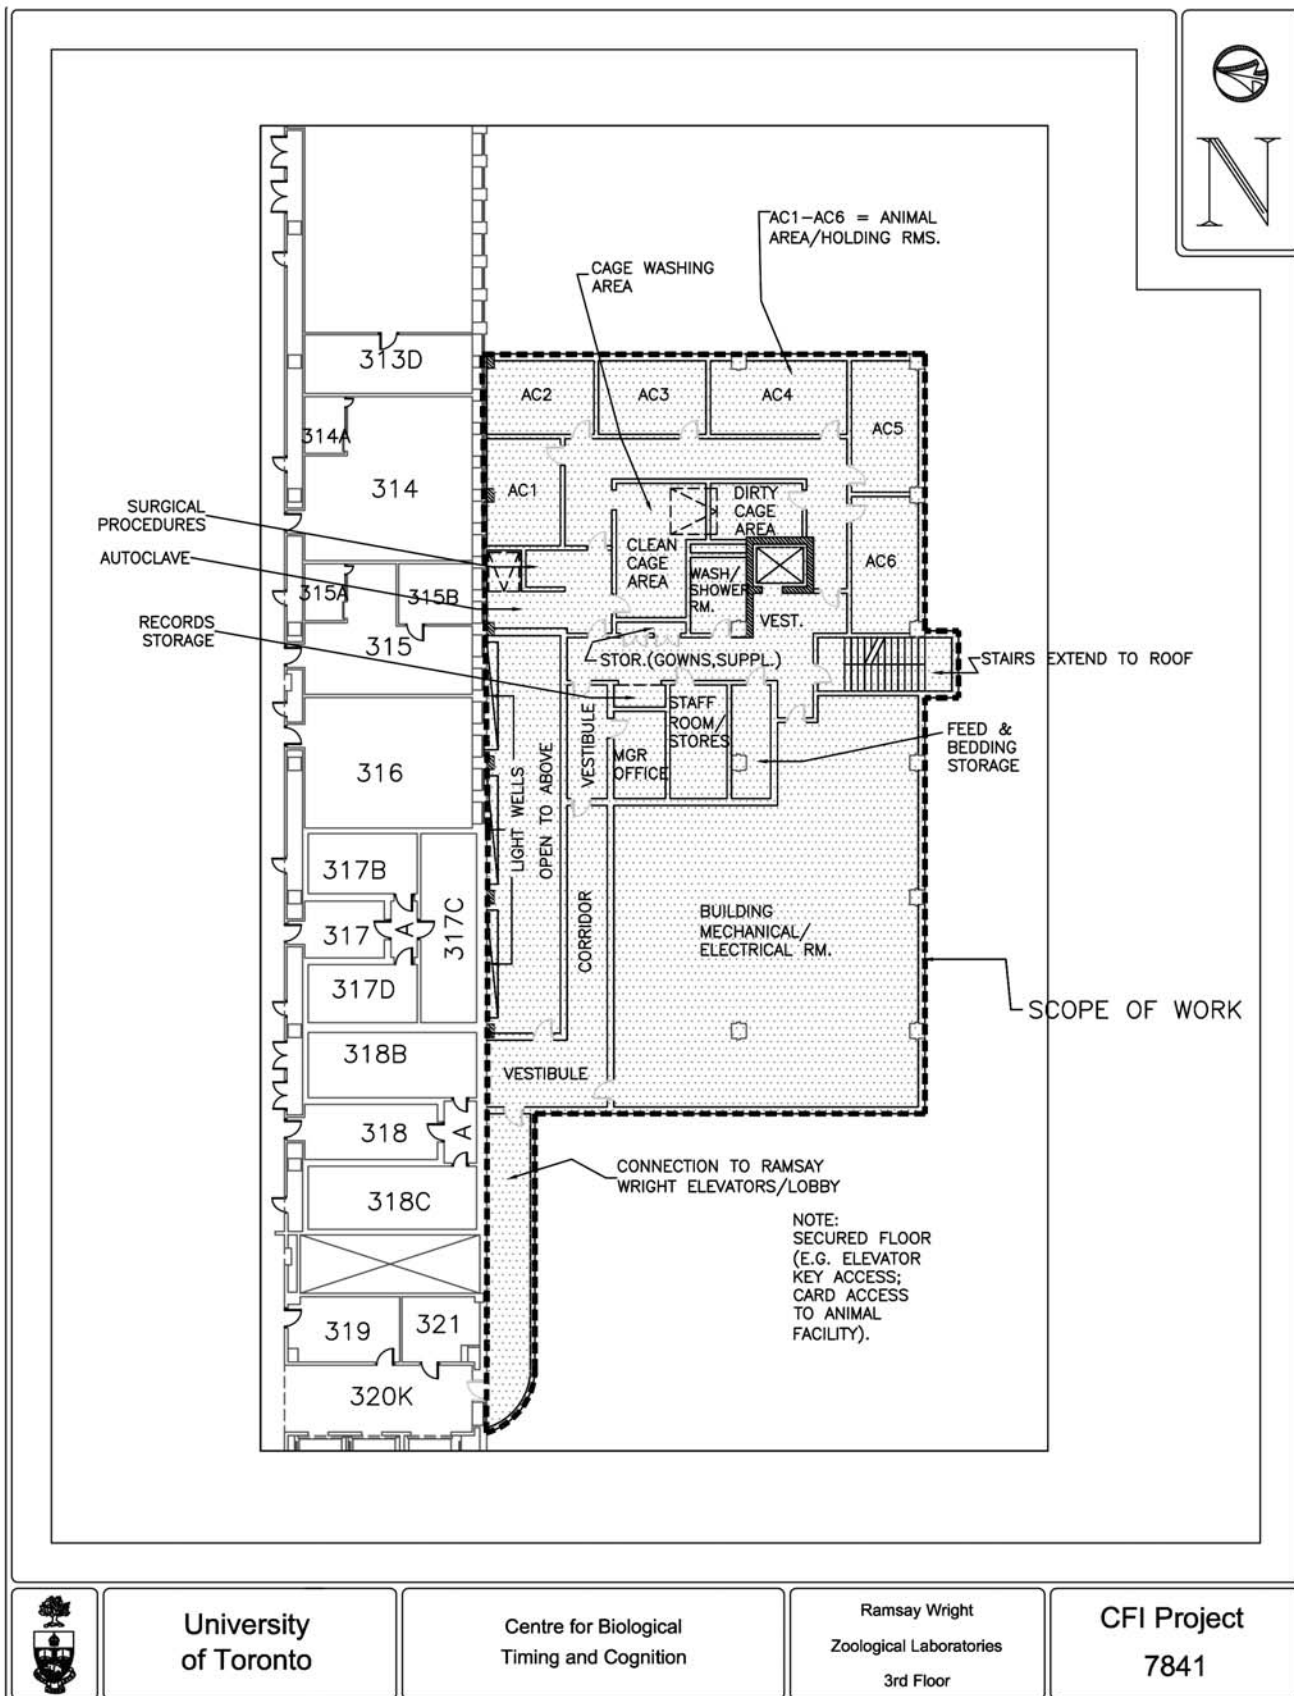 N
AC1-AC6 = ANIMAL
AREA/HOLDING RMS.
CAGE WASHING
AREA
313D
AC2
AC3
AC4
AC5
314A
314
AC1
DIRTY
CAGE
AREA
SURGICAL
PROCEDURES
AUTOCLAVE
CLEAN
CAGE
AREA
WASH/
SHOWER
RM.
AC6
315A
315B
RECORDS
STORAGE
315
VEST.
STOR.(GOWNS,SUPPL.)
STAIRS EXTEND TO ROOF
STAFF
ROOM/
STORES
VESTIBULE
MGR
OFFICE
FEED &
BEDDING
STORAGE
316
LIGHT WELLS
OPEN TO ABOVE
317B
317
A
317C
317D
CORRIDOR
BUILDING
MECHANICAL/
ELECTRICAL RM.
SCOPE OF WORK
318B
VESTIBULE
318
A
318C
CONNECTION TO RAMSAY
WRIGHT ELEVATORS/LOBBY
NOTE:
SECURED FLOOR
(E.G. ELEVATOR
KEY ACCESS;
CARD ACCESS
TO ANIMAL
FACILITY).
319
321
320K
University
of Toronto
Centre for Biological
Timing and Cognition
Ramsay Wright
Zoological Laboratories
3rd Floor
CFI Project
7841